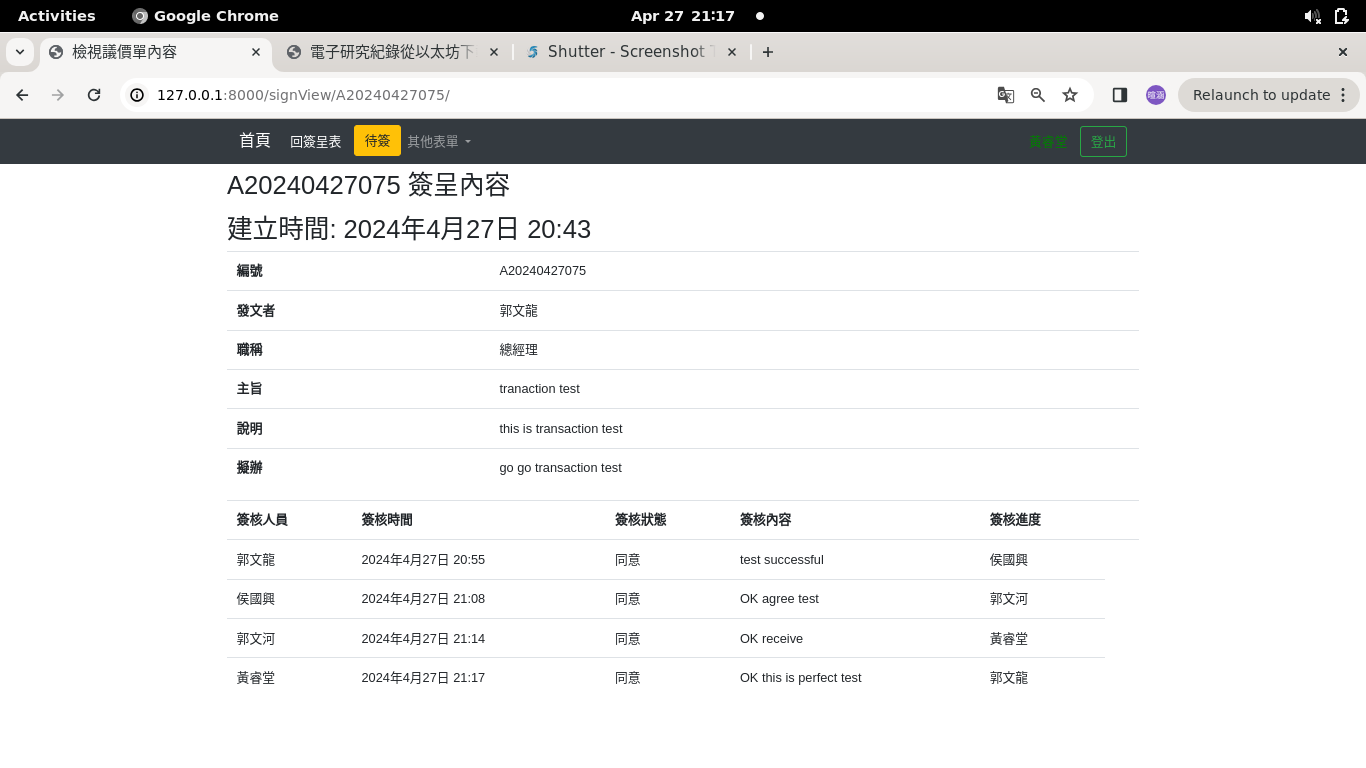 Activities Google Chrome Apr 27 21:17
檢視議價單內容 電子研究紀錄從以太坊下 Shutter - Screenshot
127.0.0.1:8000/signView/A20240427075/ 暄涵 Relaunch to update
首頁 回簽呈表 待簽 其他表單 黃睿堂 登出
A20240427075 簽呈內容
建立時間: 2024年4月27日 20:43
編號 A20240427075
發文者 郭文龍
職稱 總經理
主旨 tranaction test
說明 this is transaction test
擬辦 go go transaction test
簽核人員 簽核時間 簽核狀態 簽核內容 簽核進度
郭文龍 2024年4月27日 20:55 同意 test successful 侯國興
侯國興 2024年4月27日 21:08 同意 OK agree test 郭文河
郭文河 2024年4月27日 21:14 同意 OK receive 黃睿堂
黃睿堂 2024年4月27日 21:17 同意 OK this is perfect test 郭文龍